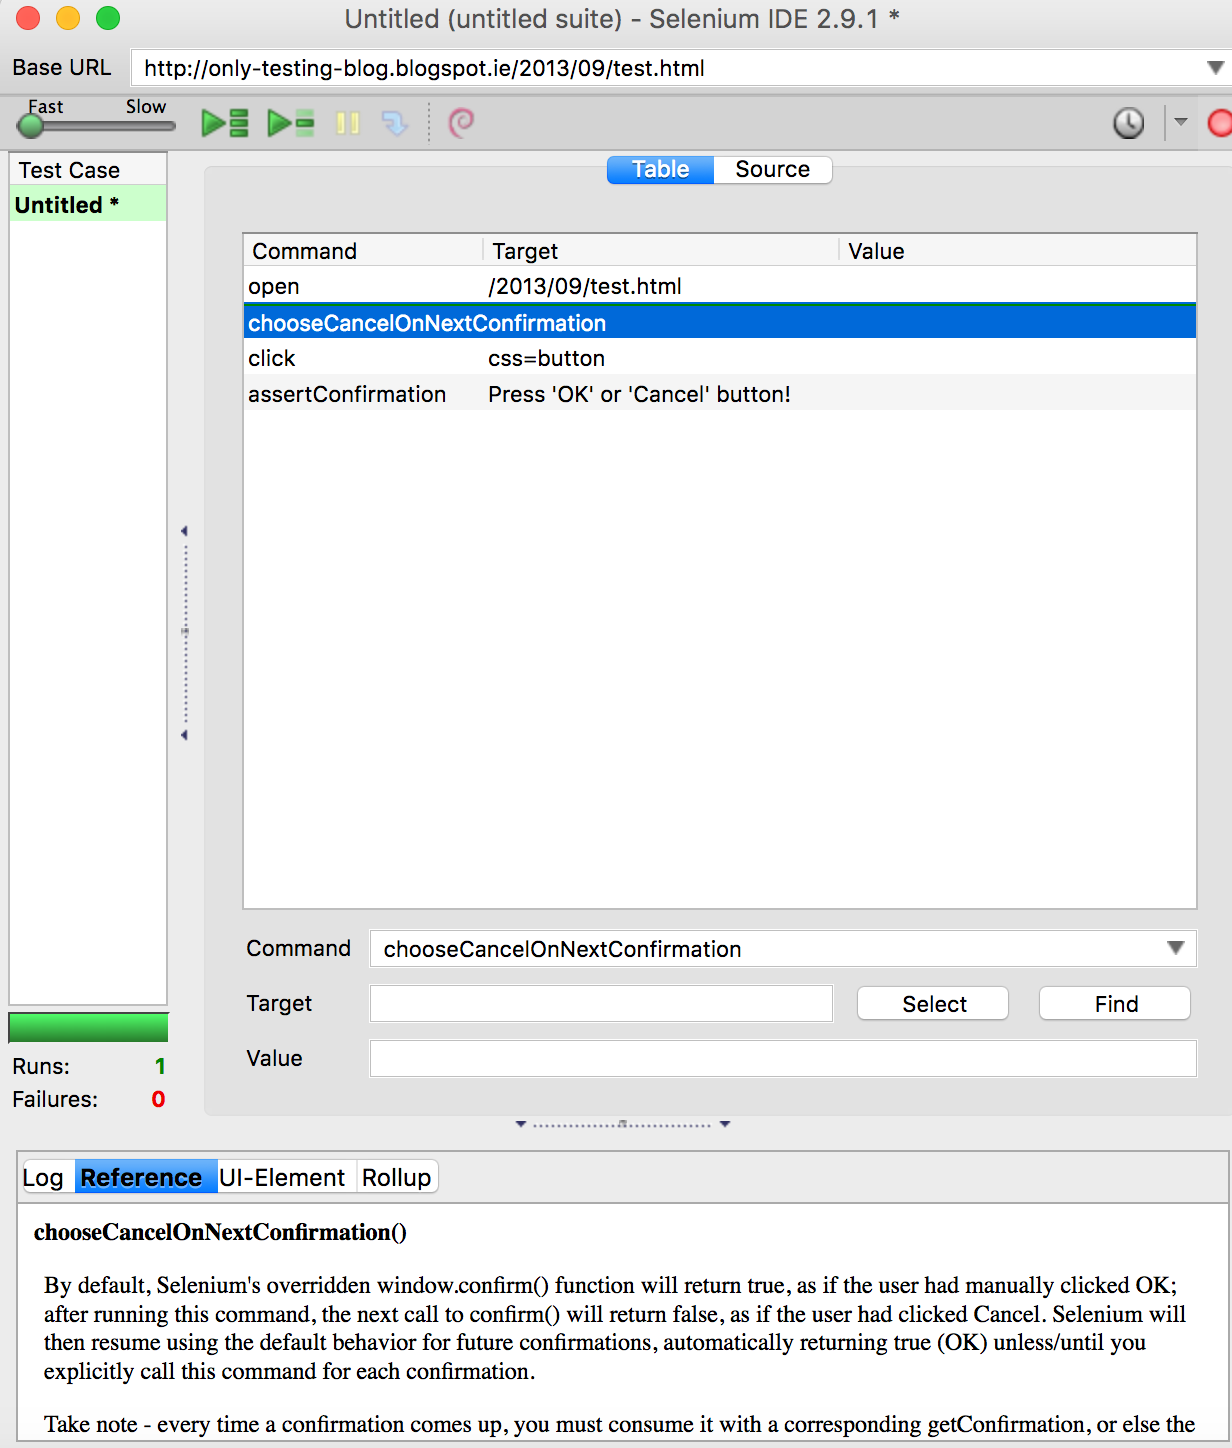 Untitled (untitled suite) - Selenium IDE 2.9.1 *
Base URL http://only-testing-blog.blogspot.ie/2013/09/test.html
Fast Slow
Test Case
Untitled *
Table Source
Command Target Value
open /2013/09/test.html
chooseCancelOnNextConfirmation
click css=button
assertConfirmation Press 'OK' or 'Cancel' button!
Command chooseCancelOnNextConfirmation
Target Select Find
Value
Runs: 1
Failures: 0
Log Reference UI-Element Rollup
chooseCancelOnNextConfirmation()
By default, Selenium's overridden window.confirm() function will return true, as if the user had manually clicked OK;
after running this command, the next call to confirm() will return false, as if the user had clicked Cancel. Selenium will
then resume using the default behavior for future confirmations, automatically returning true (OK) unless/until you
explicitly call this command for each confirmation.
Take note - every time a confirmation comes up, you must consume it with a corresponding getConfirmation, or else the